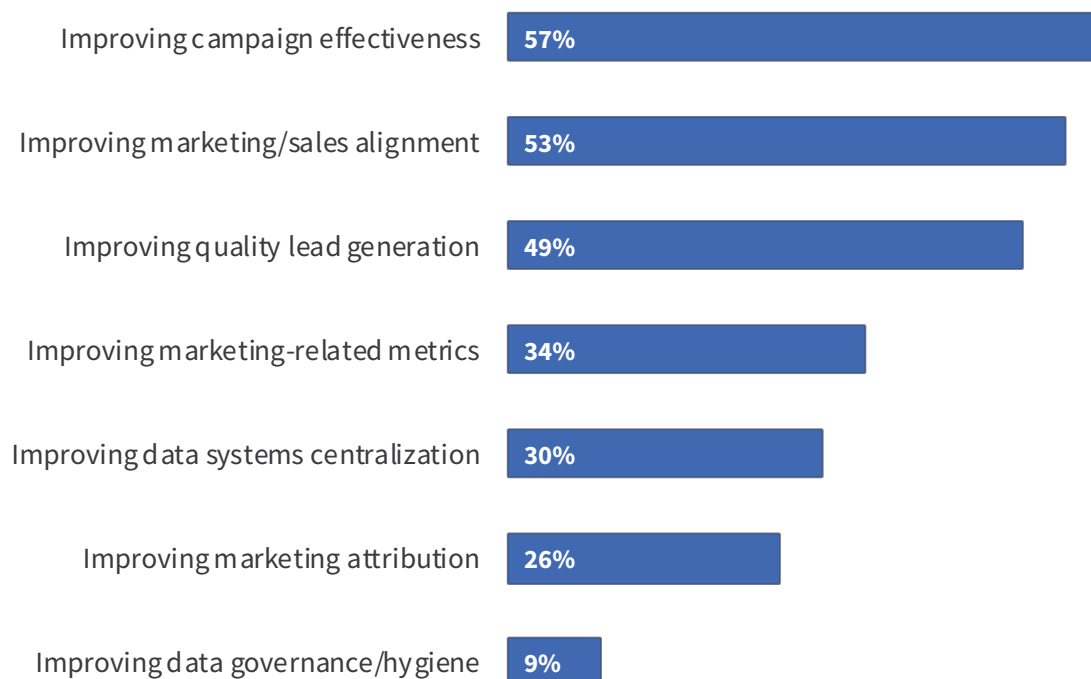 Improving campaign effectiveness 57%
Improving marketing/sales alignment 53%
Improving quality lead generation 49%
Improving marketing-related metrics 34%
Improving data systems centralization 30%
Improving marketing attribution 26%
Improving data governance/hygiene 9%